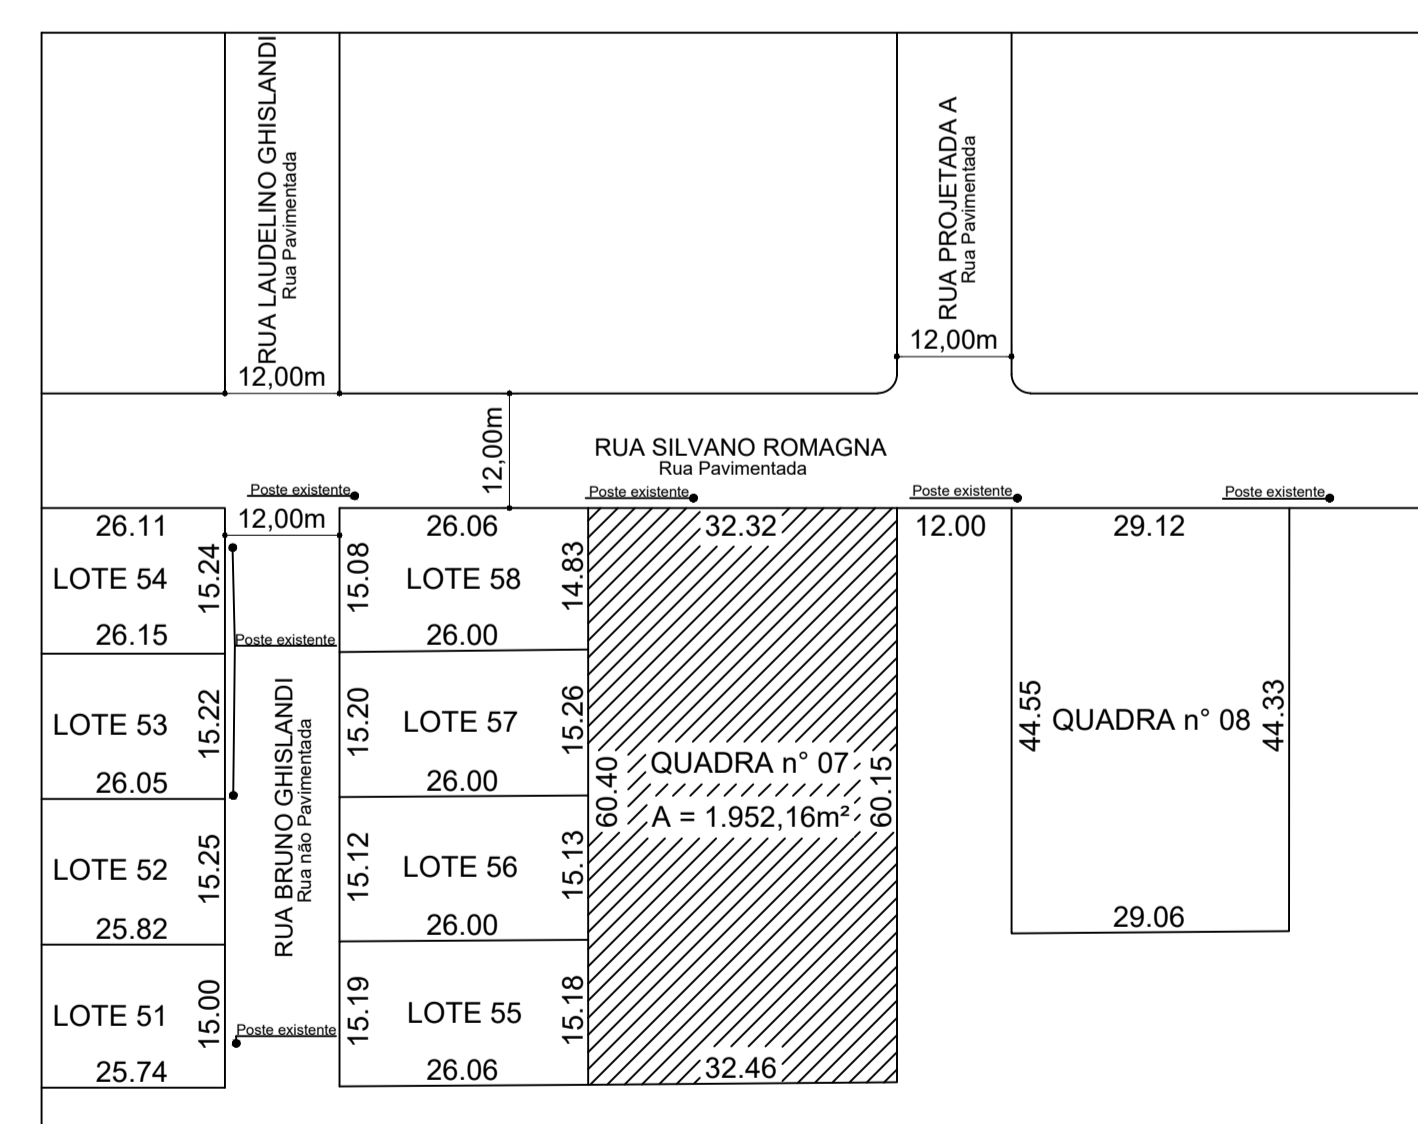 RUA LAUDELINO GHISLANDI
Rua Pavimentada
12,00m
RUA PROJETADA A
Rua Pavimentada
12,00m
12,00m
RUA SILVANO ROMAGNA
Rua Pavimentada
Poste existente
Poste existente
Poste existente
Poste existente
26.11
12,00m
26.06
32.32
12.00
29.12
LOTE 54
15.24
15.08
LOTE 58
14.83
26.15
Poste existente
26.00
LOTE 53
15.22
15.20
LOTE 57
15.26
26.05
26.00
RUA BRUNO GHISLANDI
Rua não Pavimentada
60.40
QUADRA n° 07
A = 1.952,16m²
60.15
44.55
QUADRA n° 08
44.33
29.06
LOTE 52
15.25
15.12
LOTE 56
15.13
25.82
26.00
LOTE 51
15.00
Poste existente
15.19
LOTE 55
15.18
25.74
26.06
32.46